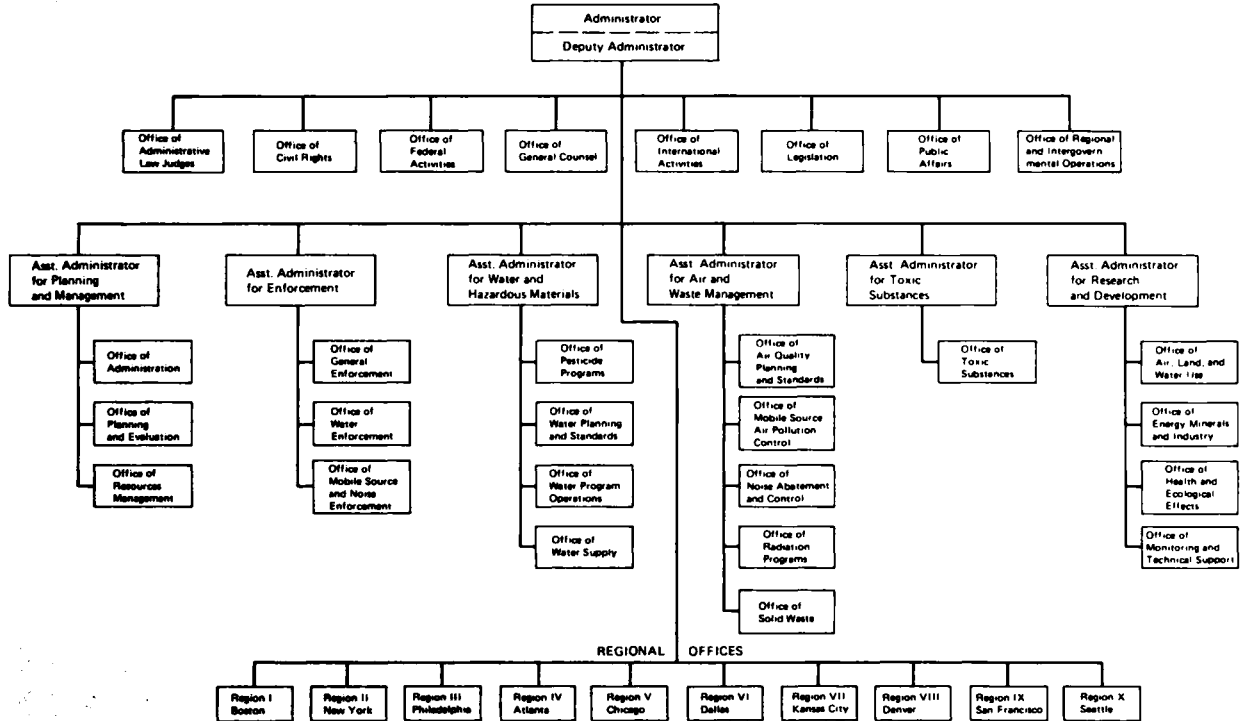 Administrator
Deputy Administrator
Office of
Administrative
Law Judges
Office of
Civil Rights
Office of
Federal
Activities
Office of
General Counsel
Office of
International
Activities
Office of
Legislation
Office of
Public
Affairs
Office of Regional
and Intergovern
mental Operations
Asst. Administrator
for Planning
and Management
Asst. Administrator
for Enforcement
Asst. Administrator
for Water and
Hazardous Materials
Asst. Administrator
for Air and
Waste Management
Asst Administrator
for Toxic
Substances
Asst. Administrator
for Research
and Development
Office of
Administration
Office of
Planning
and Evaluation
Office of
Resources
Management
Office of
General
Enforcement
Office of
Water
Enforcement
Office of
Mobile Source
and Noise
Enforcement
Office of
Pesticide
Programs
Office of
Water Planning
and Standards
Office of
Water Program
Operations
Office of
Water Supply
Office of
Air Quality
Planning
and Standards
Office of
Mobile Source
Air Pollution
Control
Office of
Noise Abatement
and Control
Office of
Radiation
Programs
Office of
Solid Waste
Office of
Toxic
Substances
Office of
Air, Land, and
Water Use
Office of
Energy Minerals
and Industry
Office of
Health and
Ecological
Effects
Office of
Monitoring and
Technical Support
REGIONAL OFFICES
Region I
Boston
Region II
New York
Region III
Philadelphia
Region IV
Atlanta
Region V
Chicago
Region VI
Dallas
Region VII
Kansas City
Region VIII
Denver
Region IX
San Francisco
Region X
Seattle